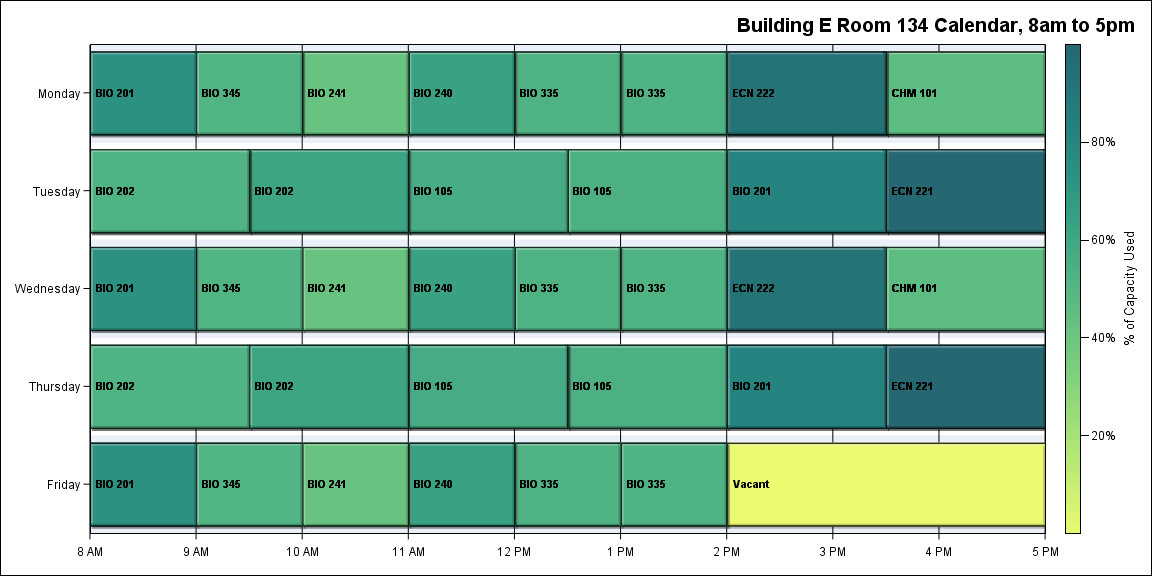 Building E Room 134 Calendar, 8am to 5pm
Monday
BIO 201
BIO 345
BIO 241
BIO 240
BIO 335
BIO 335
ECN 222
CHM 101
Tuesday
BIO 202
BIO 202
BIO 105
BIO 105
BIO 201
ECN 221
Wednesday
BIO 201
BIO 345
BIO 241
BIO 240
BIO 335
BIO 335
ECN 222
CHM 101
Thursday
BIO 202
BIO 202
BIO 105
BIO 105
BIO 201
ECN 221
Friday
BIO 201
BIO 345
BIO 241
BIO 240
BIO 335
BIO 335
Vacant
8 AM
9 AM
10 AM
11 AM
12 PM
1 PM
2 PM
3 PM
4 PM
5 PM
80%
60%
40%
20%
% of Capacity Used